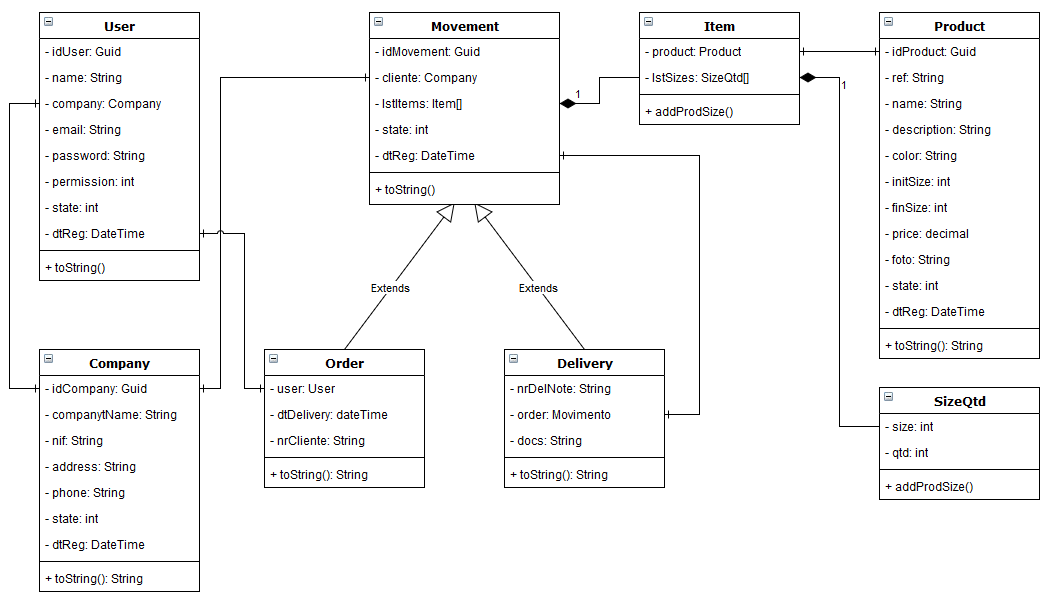 User
- idUser: Guid
- name: String
- company: Company
- email: String
- password: String
- permission: int
- state: int
- dtReg: DateTime
+ toString()
Movement
- idMovement: Guid
- cliente: Company
- lstItems: Item[]
- state: int
- dtReg: DateTime
+ toString()
1
Item
- product: Product
- lstSizes: SizeQtd[]
+ addProdSize()
1
Product
- idProduct: Guid
- ref: String
- name: String
- description: String
- color: String
- initSize: int
- finSize: int
- price: decimal
- foto: String
- state: int
- dtReg: DateTime
+ toString(): String
Extends
Extends
Company
- idCompany: Guid
- companytName: String
- nif: String
- address: String
- phone: String
- state: int
- dtReg: DateTime
+ toString(): String
Order
- user: User
- dtDelivery: dateTime
- nrCliente: String
+ toString(): String
Delivery
- nrDelNote: String
- order: Movimento
- docs: String
+ toString(): String
SizeQtd
- size: int
- qtd: int
+ addProdSize()